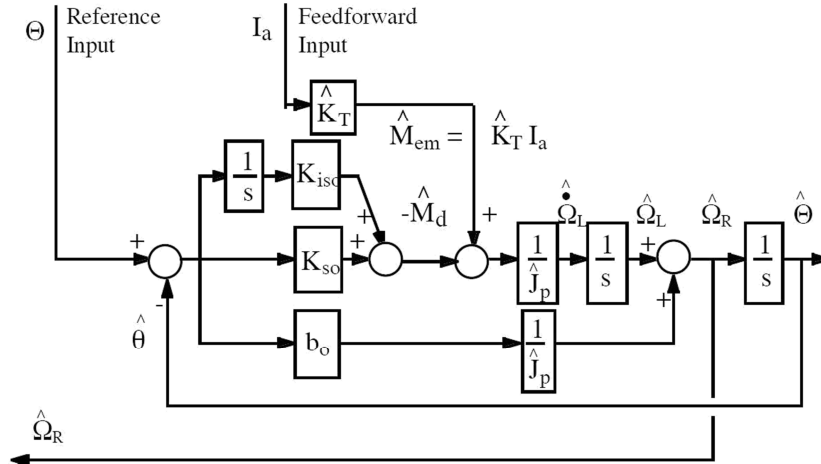 Θ Reference Input
I_a Feedforward Input
K̂_T
M̂_em = K̂_T I_a
1/s
K_iso
+
-M̂_d
+
Ω̂̇_L
Ω̂_L
Ω̂_R
Θ̂
+
K_so
+
1/Ĵ_p
1/s
+
1/s
-
θ̂
b_o
1/Ĵ_p
+
Ω̂_R